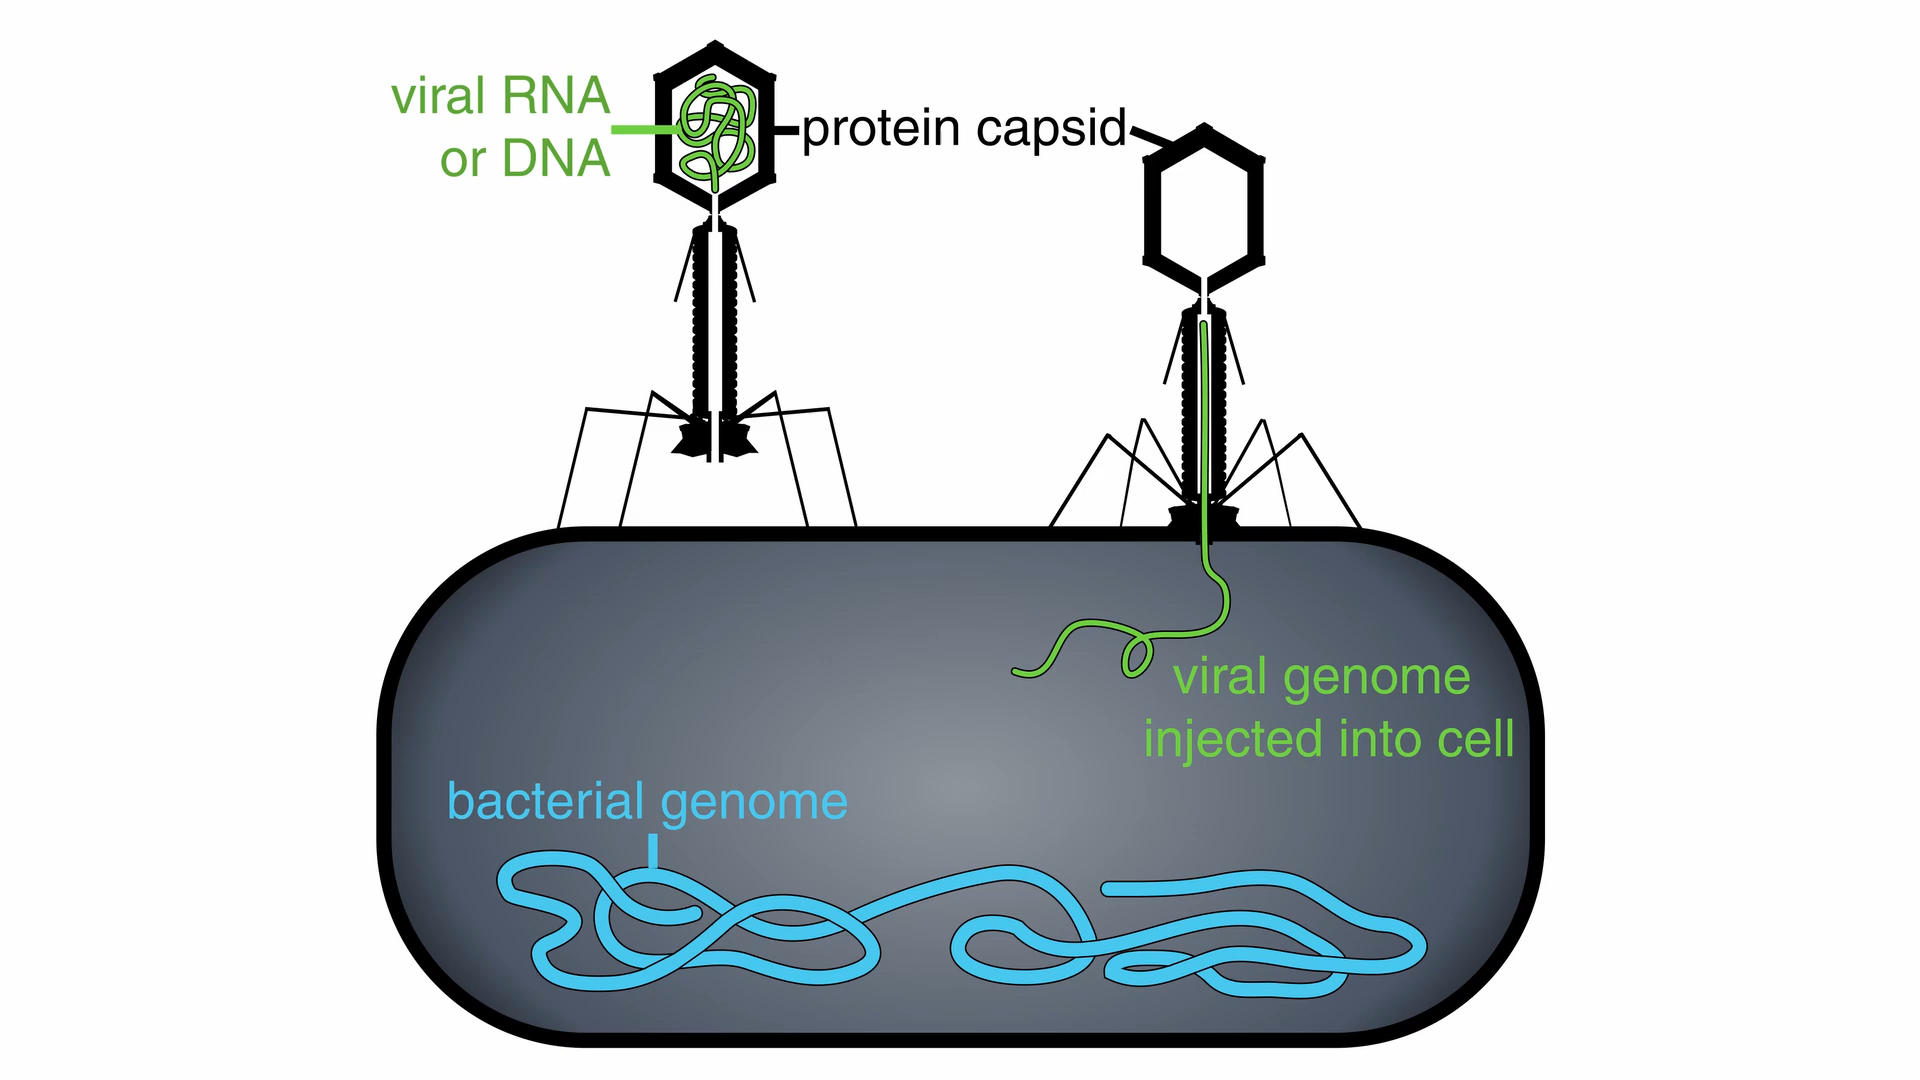 viral RNA
or DNA
protein capsid
viral genome
injected into cell
bacterial genome